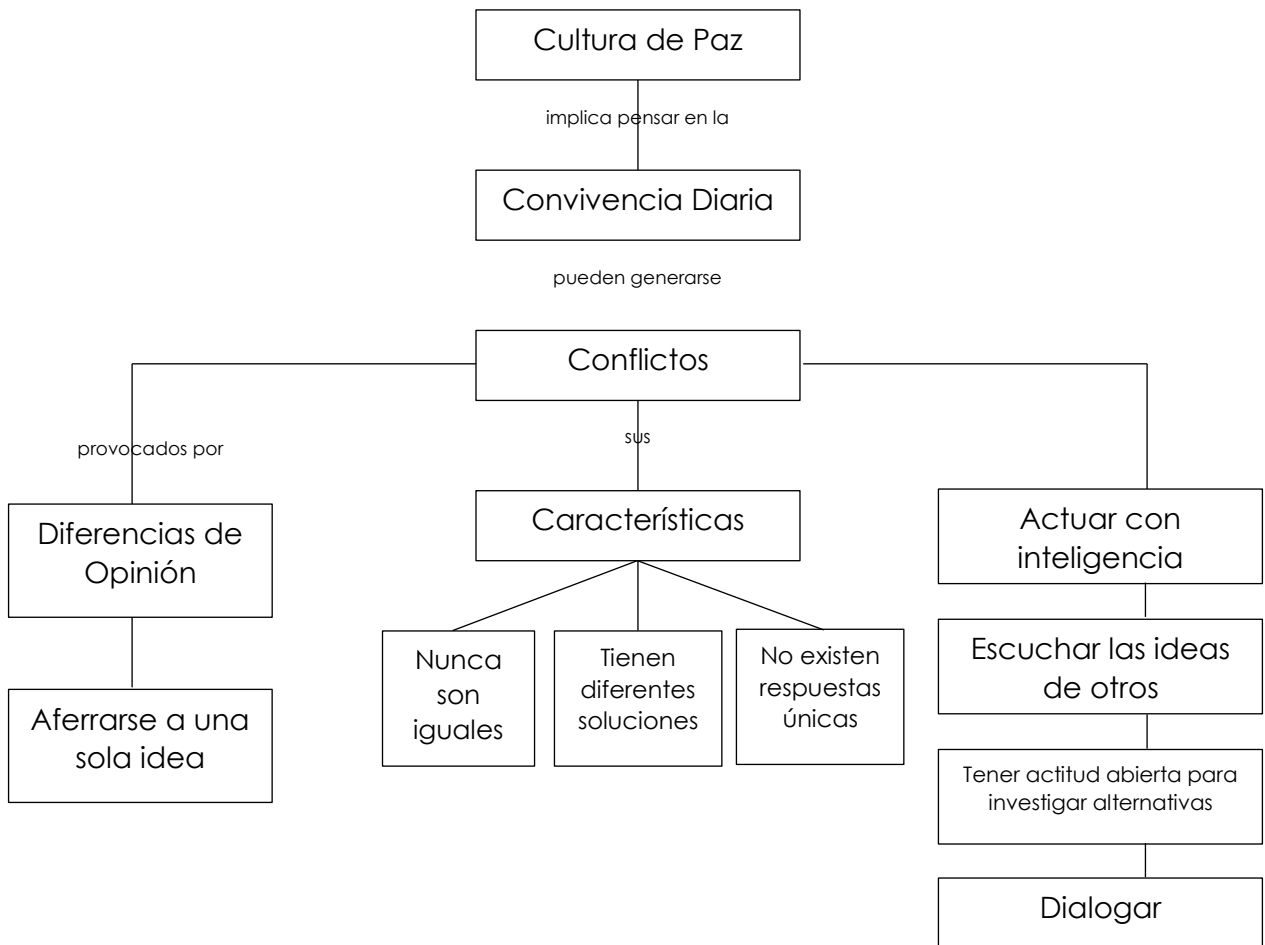 Cultura de Paz
implica pensar en la
Convivencia Diaria
pueden generarse
Conflictos
provocados por
sus
Diferencias de
Opinión
Aferrarse a una
sola idea
Características
Nunca
son
iguales
Tienen
diferentes
soluciones
No existen
respuestas
únicas
Actuar con
inteligencia
Escuchar las ideas
de otros
Tener actitud abierta para
investigar alternativas
Dialogar